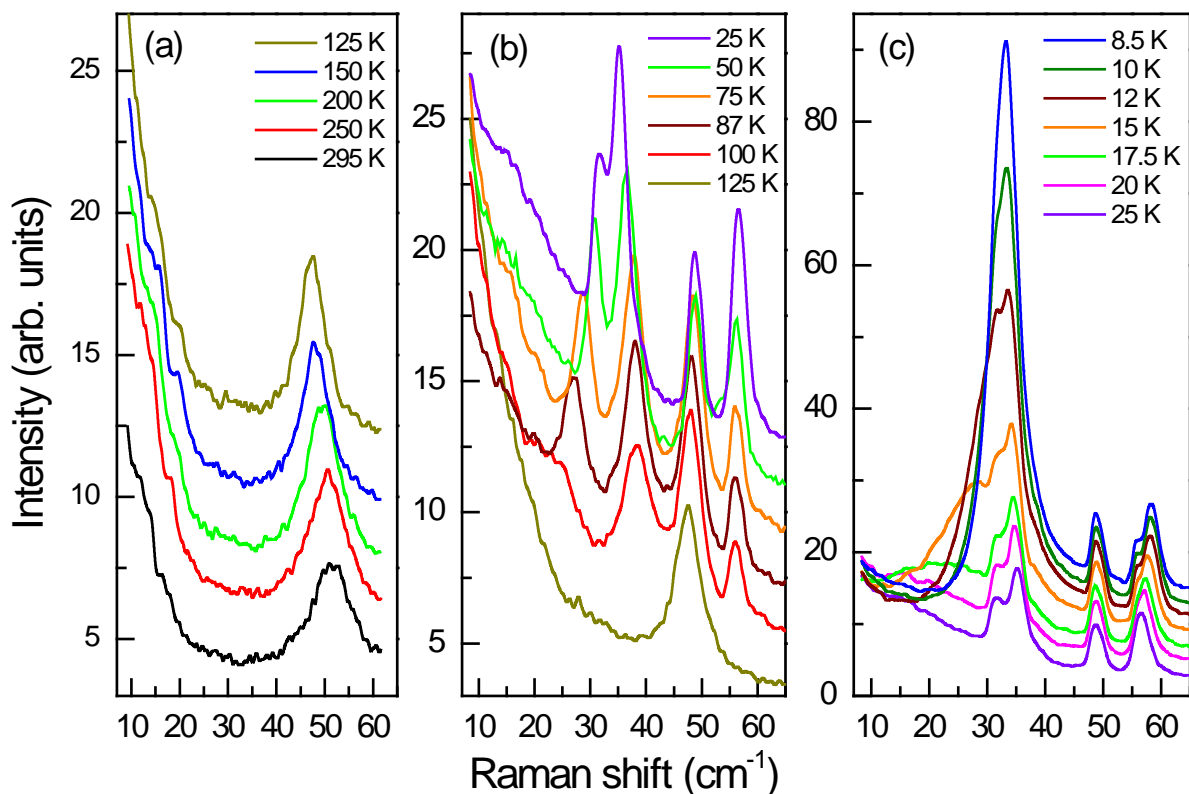 (a)
125 K
150 K
200 K
250 K
295 K
(b)
25 K
50 K
75 K
87 K
100 K
125 K
(c)
8.5 K
10 K
12 K
15 K
17.5 K
20 K
25 K
Intensity (arb. units)
25
20
15
10
5
25
20
15
10
5
80
60
40
20
0
10 20 30 40 50 60
10 20 30 40 50 60
10 20 30 40 50 60
Raman shift (cm⁻¹)